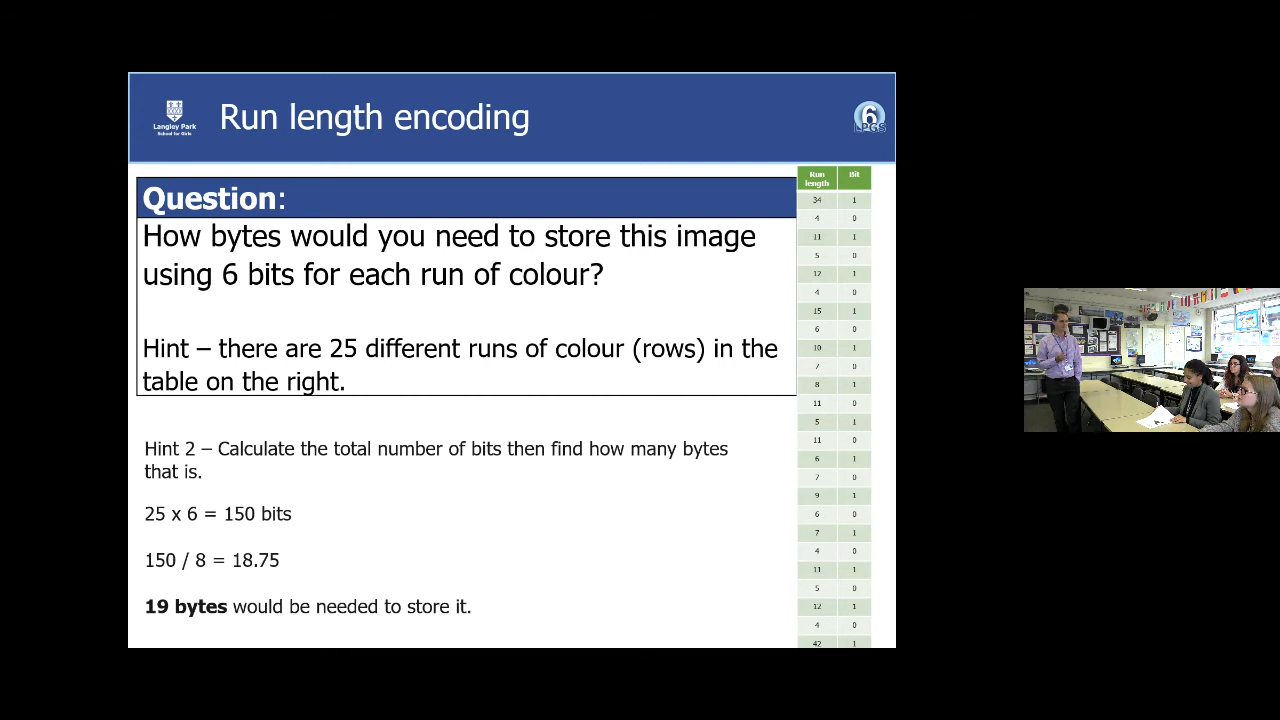 Langley Park
School for Girls
Run length encoding
6
LPGS
Question:
How bytes would you need to store this image
using 6 bits for each run of colour?
Hint – there are 25 different runs of colour (rows) in the
table on the right.
Hint 2 – Calculate the total number of bits then find how many bytes
that is.
25 x 6 = 150 bits
150 / 8 = 18.75
19 bytes would be needed to store it.
Run length Bit
34 1
4 0
11 1
5 0
12 1
4 0
15 1
6 0
10 1
7 0
8 1
11 0
5 1
11 0
6 1
7 0
9 1
6 0
7 1
4 0
11 1
5 0
12 1
4 0
42 1